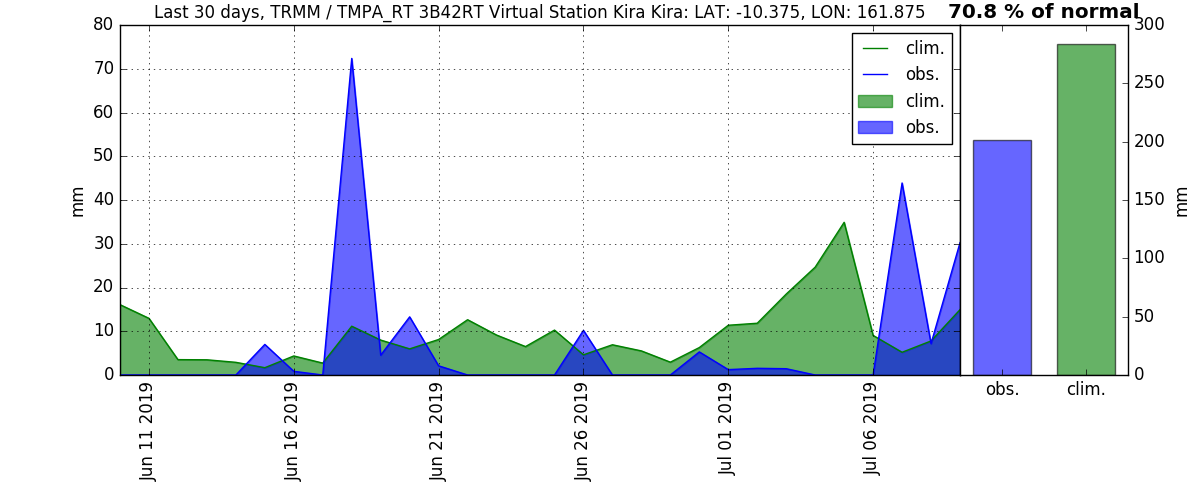 Last 30 days, TRMM / TMPA_RT 3B42RT Virtual Station Kira Kira: LAT: -10.375, LON: 161.875
70.8 % of normal
80
70
60
50
40
30
20
10
0
mm
clim.
obs.
clim.
obs.
Jun 11 2019
Jun 16 2019
Jun 21 2019
Jun 26 2019
Jul 01 2019
Jul 06 2019
300
250
200
150
100
50
0
mm
obs.
clim.